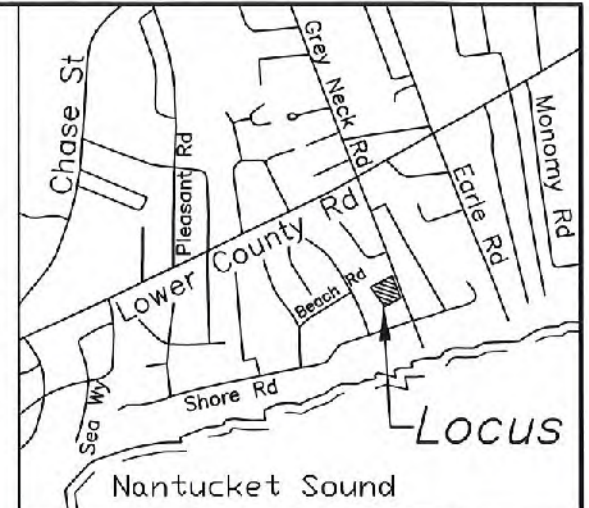 Chase St
Pleasant Rd
Grey Neck Rd
Monomy Rd
Earle Rd
Lower County Rd
Beach Rd
Sea Wy
Shore Rd
Locus
Nantucket Sound